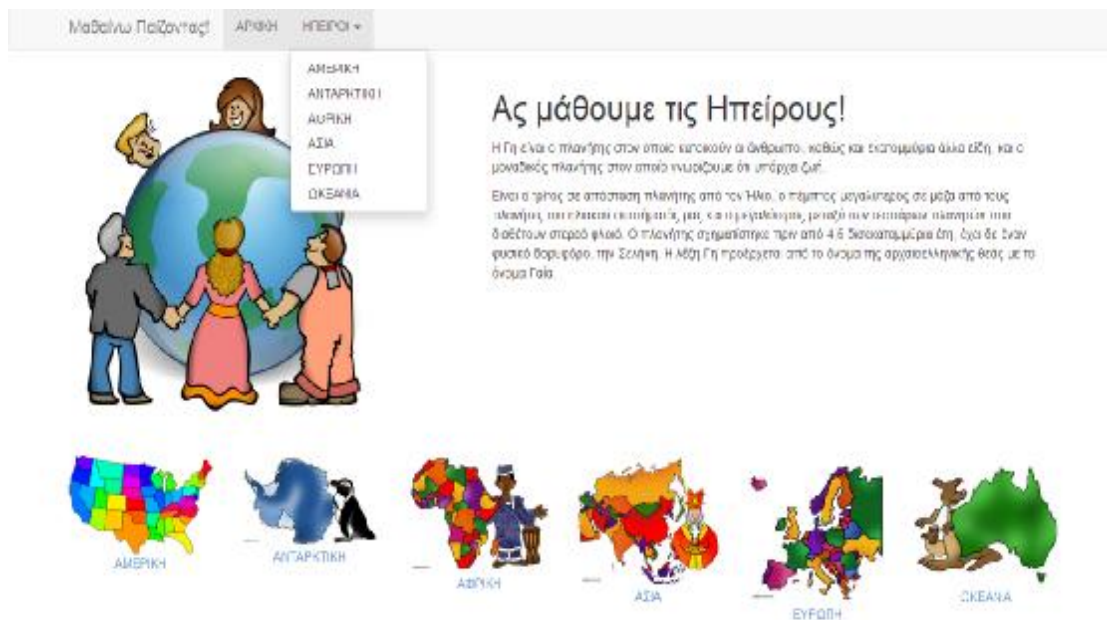 Μαθαίνω Παίζοντας! ΑΡΧΙΚΗ ΗΠΕΙΡΟΙ
ΑΜΕΡΙΚΗ
ΑΝΤΑΡΚΤΙΚΗ
ΑΦΡΙΚΗ
ΑΣΙΑ
ΕΥΡΩΠΗ
ΩΚΕΑΝΙΑ
Ας μάθουμε τις Ηπείρους!
Η Γη είναι ο πλανήτης στον οποίο κατοικούν οι άνθρωποι, καθώς και εκατομμύρια άλλα είδη, και ο
μοναδικός πλανήτης στον οποίο γνωρίζουμε ότι υπάρχει ζωή.
Είναι ο τρίτος σε απόσταση πλανήτης από τον Ήλιο, ο πέμπτος μεγαλύτερος σε μάζα από τους
πλανήτες του ηλιακού συστήματός μας και ο μεγαλύτερος μεταξύ των τεσσάρων πλανητών που
διαθέτουν στερεό φλοιό. Ο πλανήτης σχηματίστηκε πριν από 4,6 δισεκατομμύρια έτη, έχει δε έναν
φυσικό δορυφόρο, την Σελήνη. Η λέξη Γη προέρχεται από το όνομα της αρχαιοελληνικής θεάς με το
όνομα Γαία
ΑΜΕΡΙΚΗ
ΑΝΤΑΡΚΤΙΚΗ
ΑΦΡΙΚΗ
ΑΣΙΑ
ΕΥΡΩΠΗ
ΩΚΕΑΝΙΑ